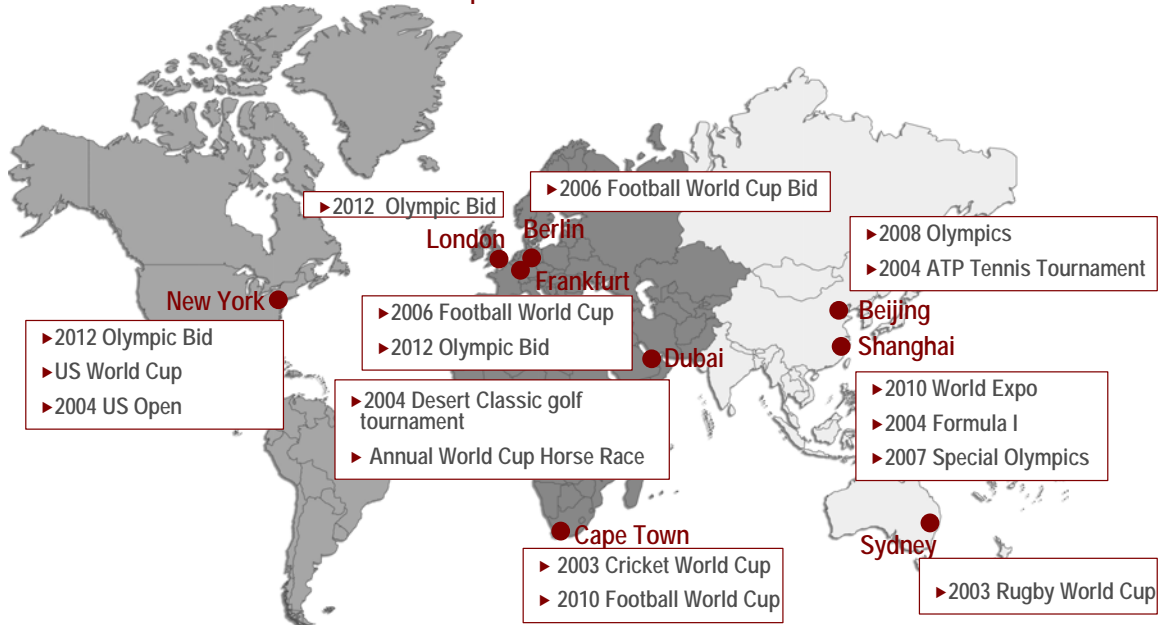 ►2012 Olympic Bid
►2006 Football World Cup Bid
London
Berlin
Frankfurt
►2008 Olympics
►2004 ATP Tennis Tournament
New York
►2012 Olympic Bid
►US World Cup
►2004 US Open
►2006 Football World Cup
►2012 Olympic Bid
Dubai
Beijing
Shanghai
►2004 Desert Classic golf
tournament
► Annual World Cup Horse Race
►2010 World Expo
►2004 Formula I
►2007 Special Olympics
Cape Town
► 2003 Cricket World Cup
► 2010 Football World Cup
Sydney
►2003 Rugby World Cup